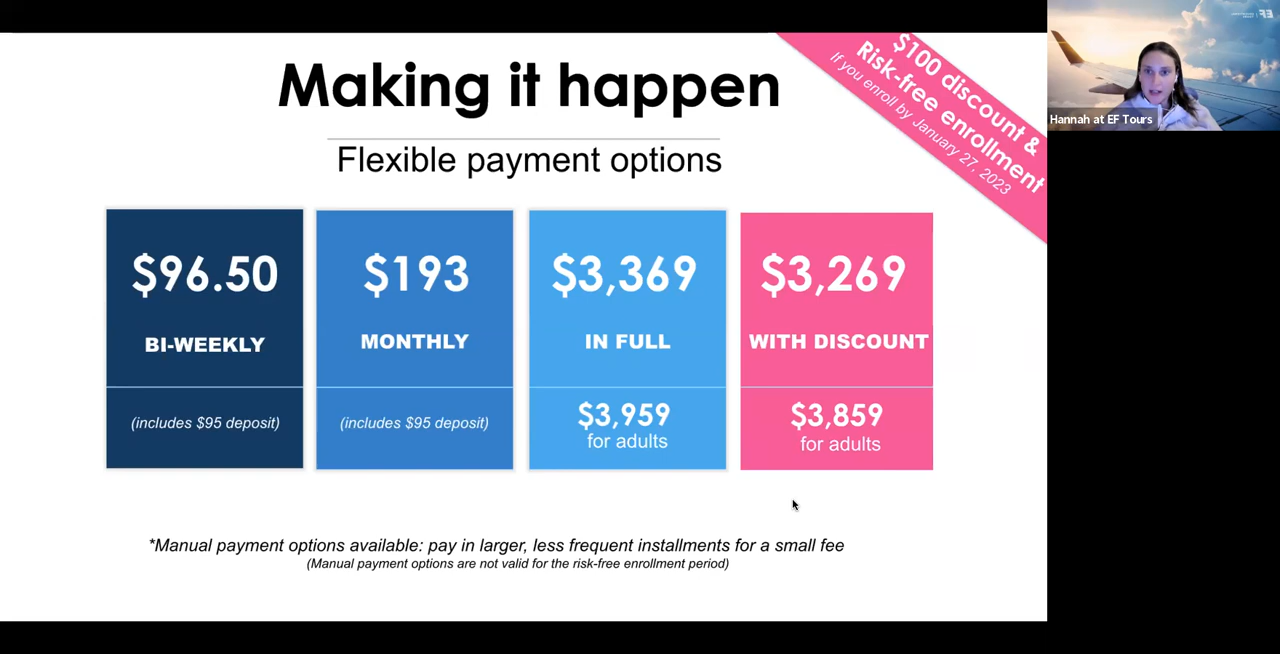 Making it happen
Flexible payment options
$100 discount &
Risk-free enrollment
If you enroll by January 27, 2023
Hannah at EF Tours
$96.50
BI-WEEKLY
(includes $95 deposit)
$193
MONTHLY
(includes $95 deposit)
$3,369
IN FULL
$3,959
for adults
$3,269
WITH DISCOUNT
$3,859
for adults
*Manual payment options available: pay in larger, less frequent installments for a small fee
(Manual payment options are not valid for the risk-free enrollment period)